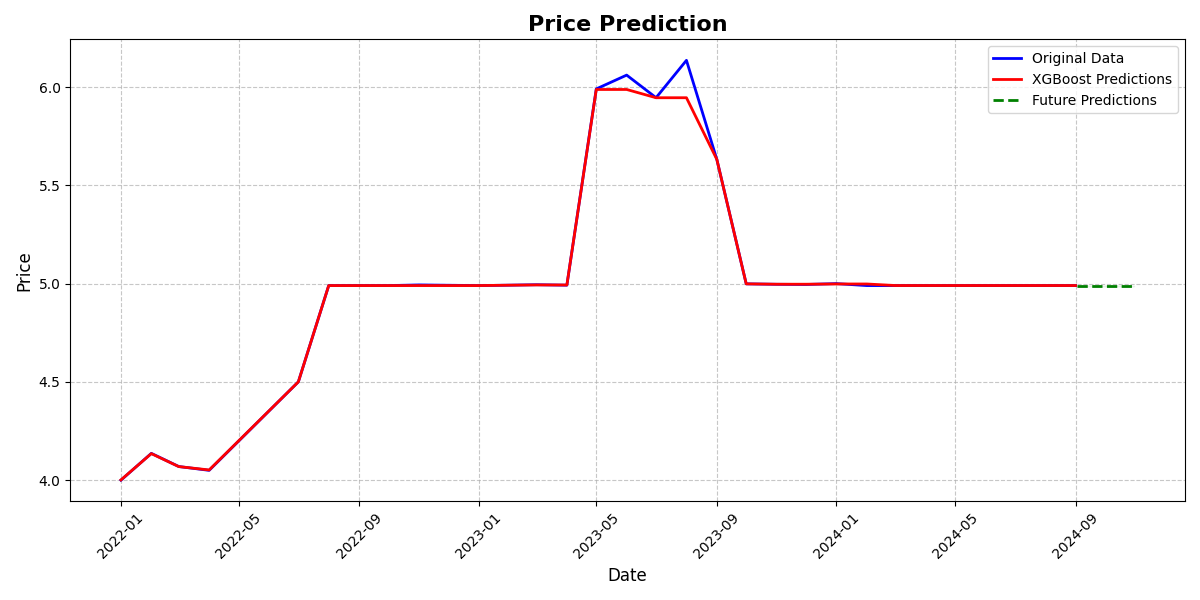 Price Prediction
Original Data
XGBoost Predictions
Future Predictions
6.0
5.5
5.0
4.5
4.0
Price
2022-01
2022-05
2022-09
2023-01
2023-05
2023-09
2024-01
2024-05
2024-09
Date